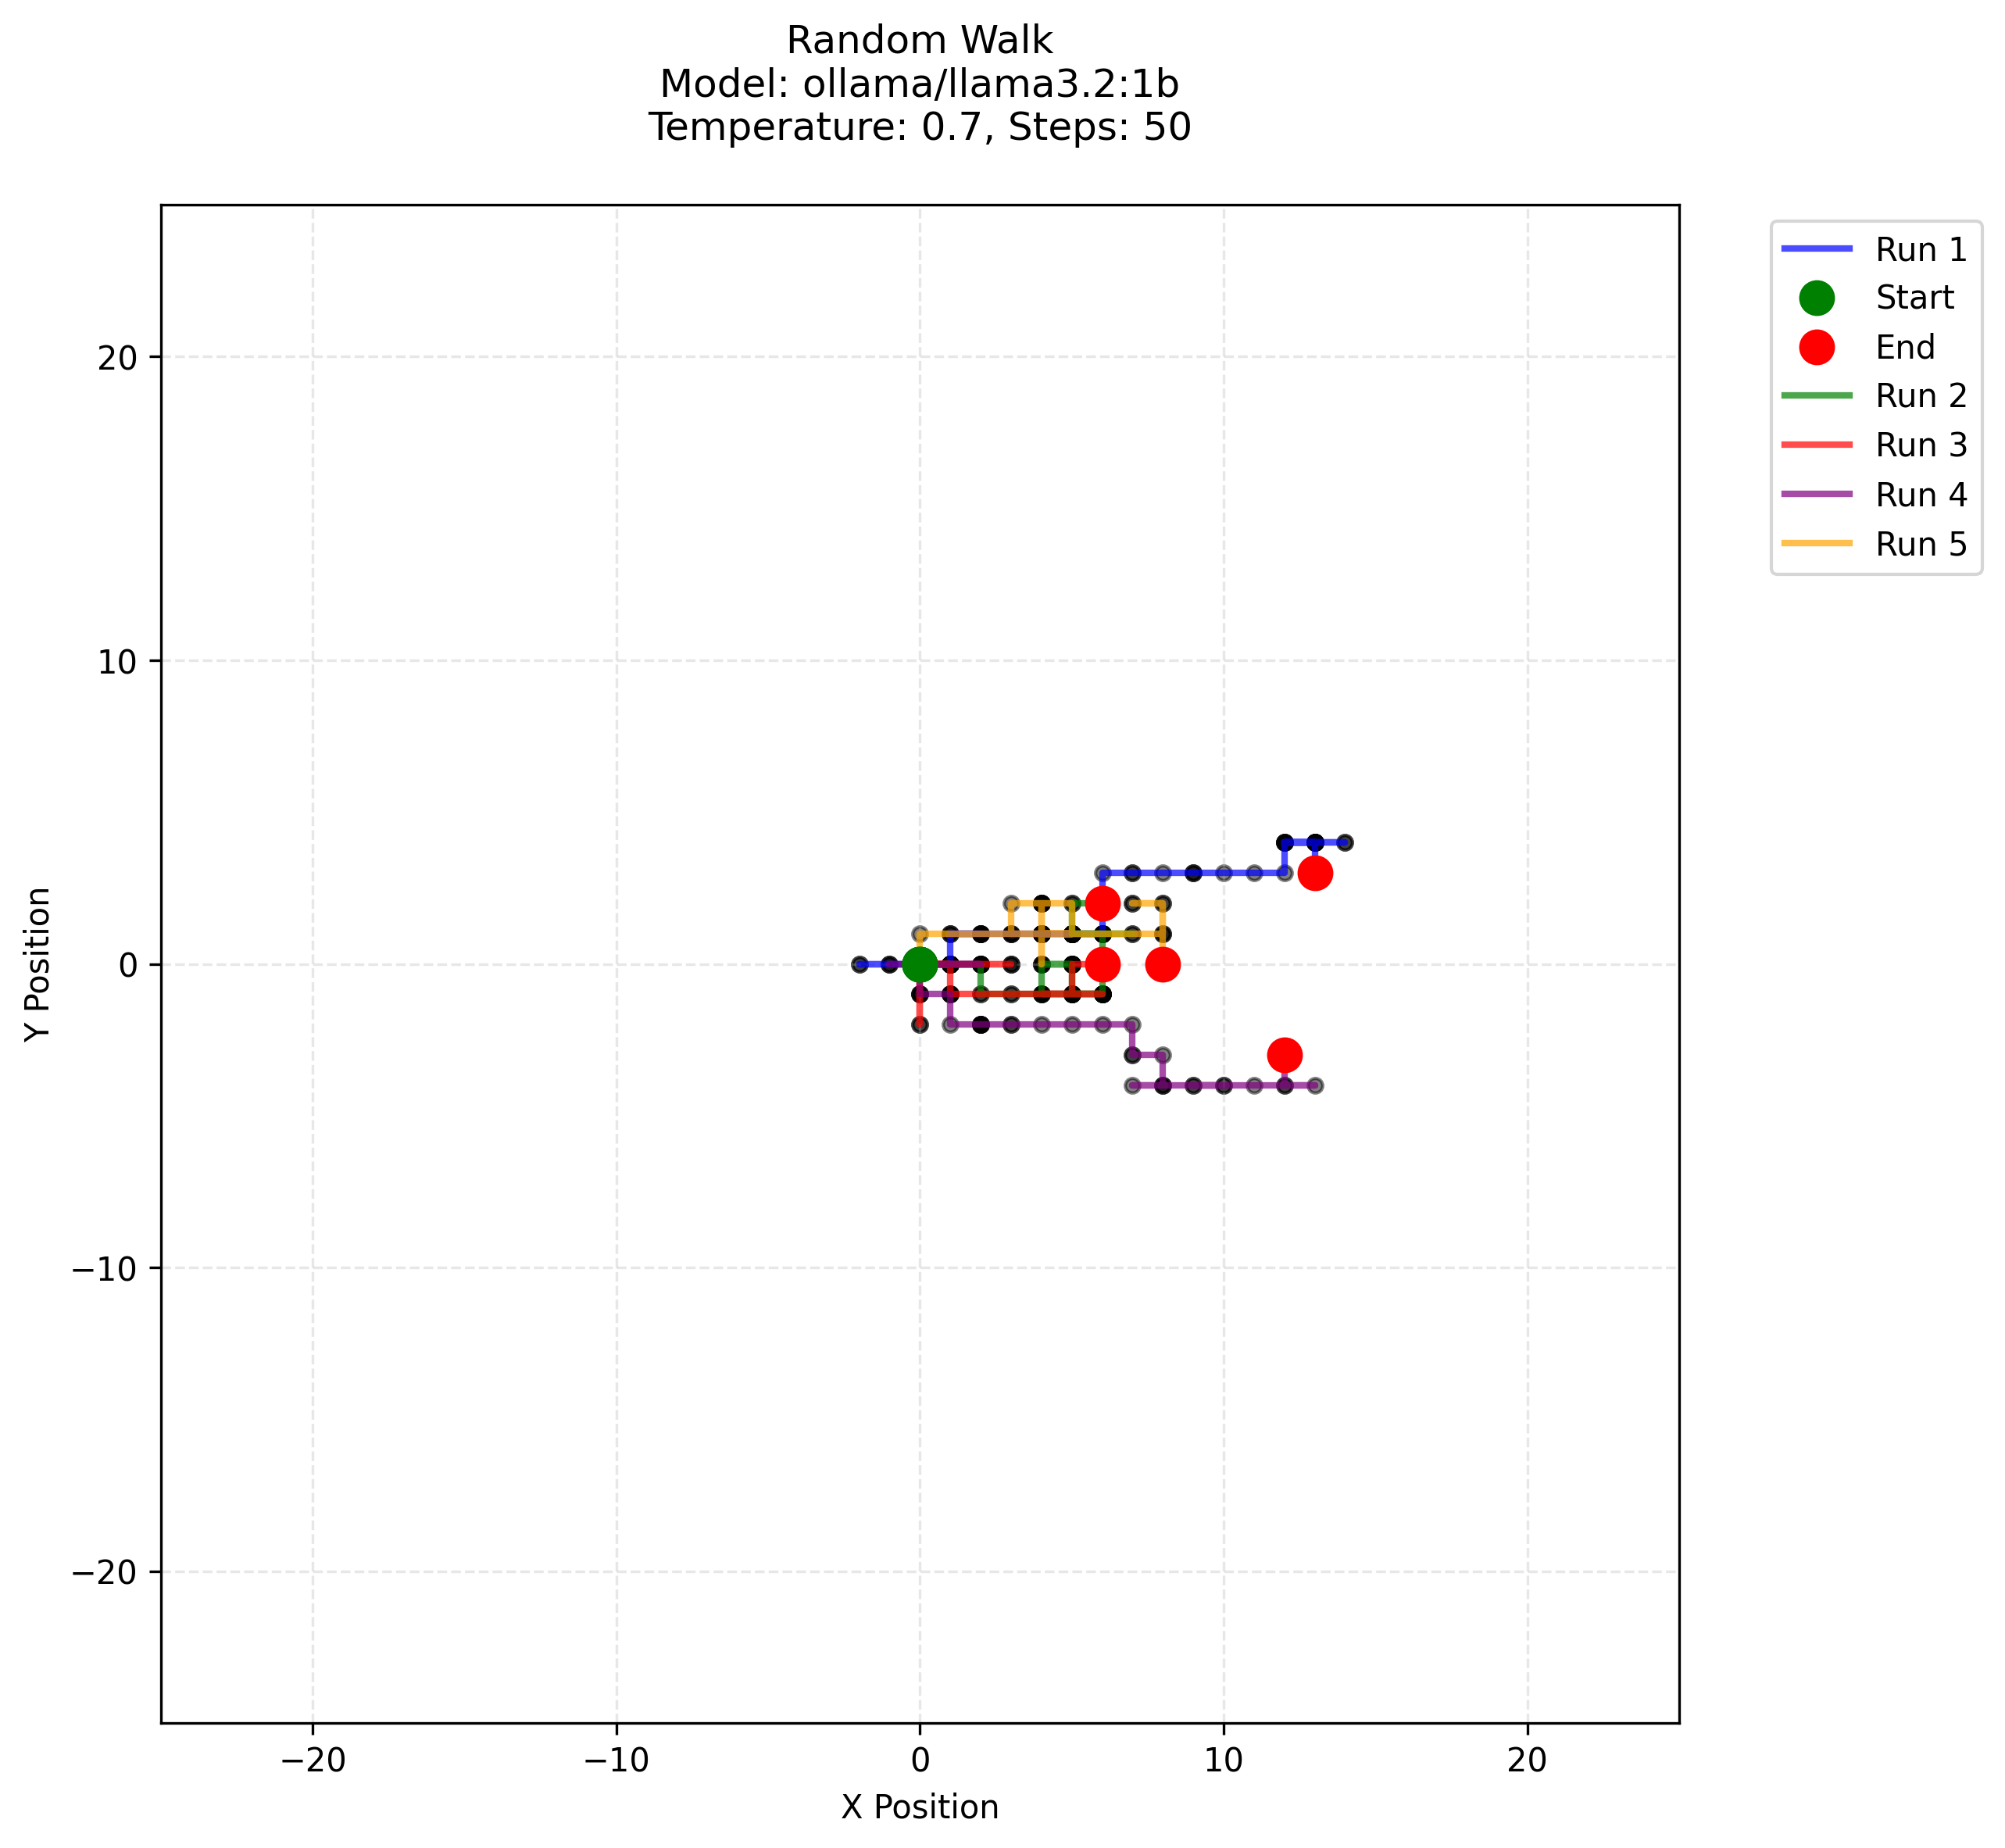 Random Walk
Model: ollama/llama3.2:1b
Temperature: 0.7, Steps: 50
Run 1
Start
End
Run 2
Run 3
Run 4
Run 5
Y Position
20
10
0
−10
−20
−20
−10
0
10
20
X Position